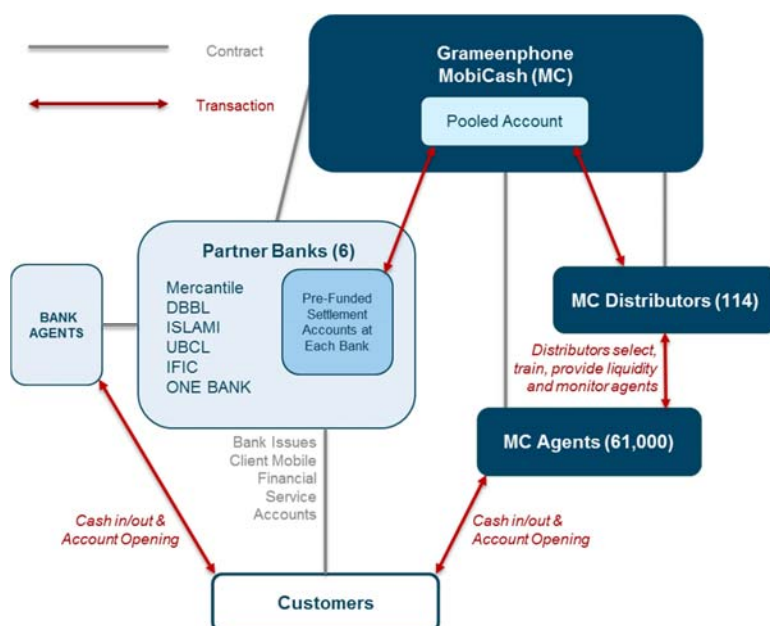 Contract
Transaction
Grameenphone
MobiCash (MC)
Pooled Account
Partner Banks (6)
Mercantile
DBBL
ISLAMI
UBCL
IFIC
ONE BANK
Pre-Funded
Settlement
Accounts at
Each Bank
BANK
AGENTS
MC Distributors (114)
Distributors select,
train, provide liquidity
and monitor agents
MC Agents (61,000)
Bank Issues
Client Mobile
Financial
Service
Accounts
Cash in/out &
Account Opening
Cash in/out &
Account Opening
Customers